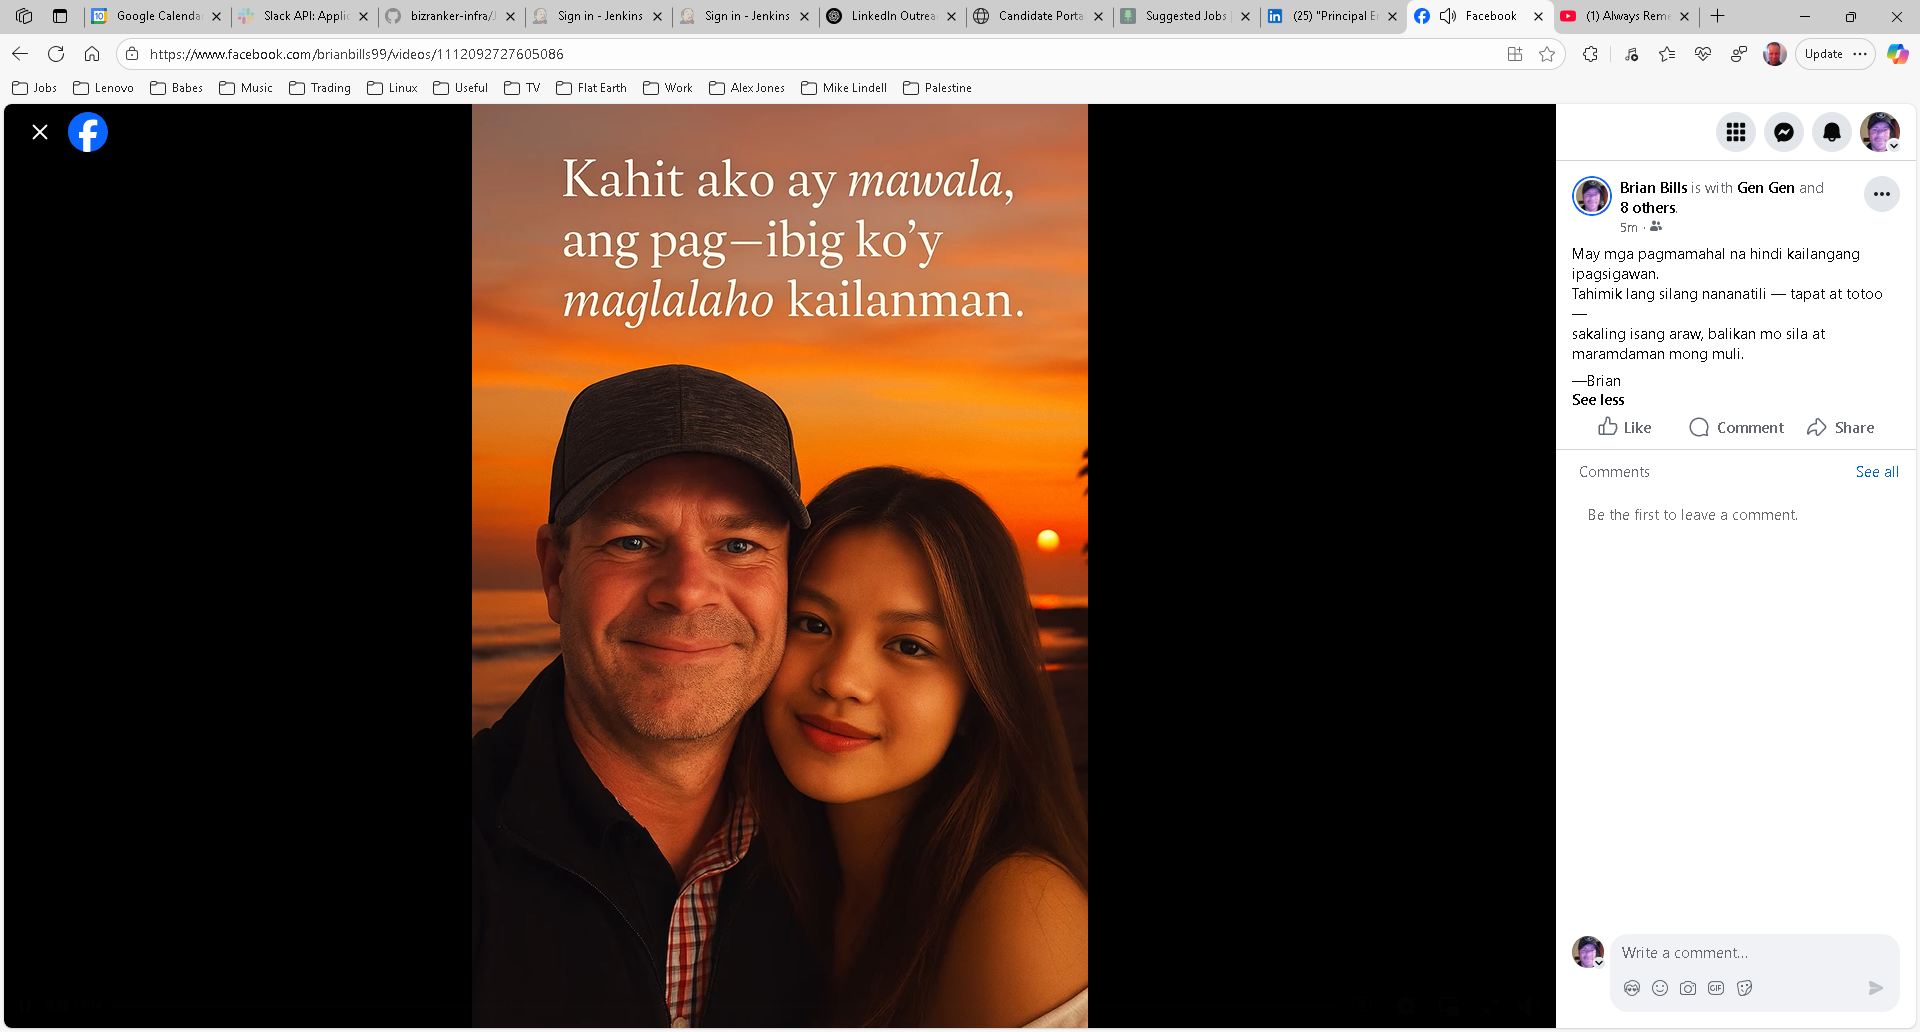 Google Calenda
Slack API: Applic
bizranker-infra/J
Sign in - Jenkins
Sign in - Jenkins
LinkedIn Outrea
Candidate Porta
Suggested Jobs
(25) "Principal E
Facebook
(1) Always Reme
https://www.facebook.com/brianbills99/videos/1112092727605086
Update
Jobs
Lenovo
Babes
Music
Trading
Linux
Useful
TV
Flat Earth
Work
Alex Jones
Mike Lindell
Palestine
Kahit ako ay mawala,
ang pag—ibig ko’y
maglalaho kailanman.
Brian Bills is with Gen Gen and
8 others.
5m ·
May mga pagmamahal na hindi kailangang
ipagsigawan.
Tahimik lang silang nananatili — tapat at totoo
—
sakaling isang araw, balikan mo sila at
maramdaman mong muli.
—Brian
See less
Like
Comment
Share
Comments
See all
Be the first to leave a comment.
Write a comment...
GIF